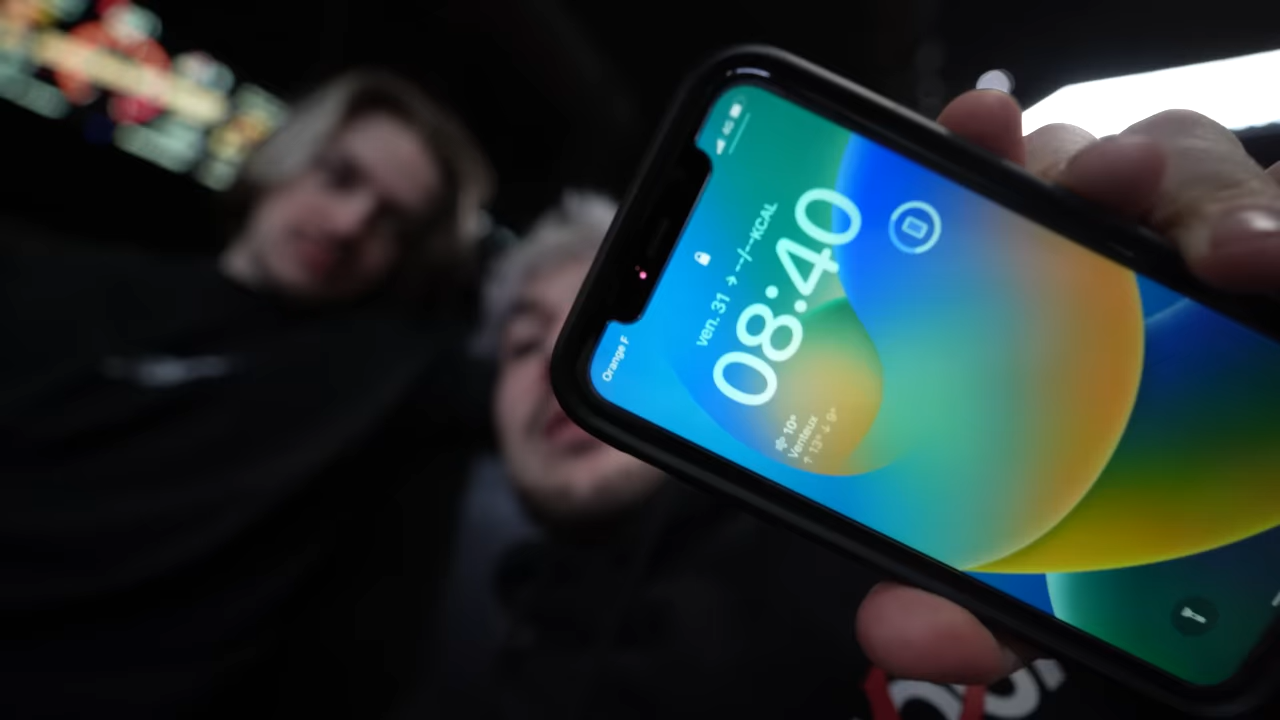 Orange F
4G
ven. 31 → --/--KCAL
08:40
10°
Venteux
↑ 13° ↓ 9°